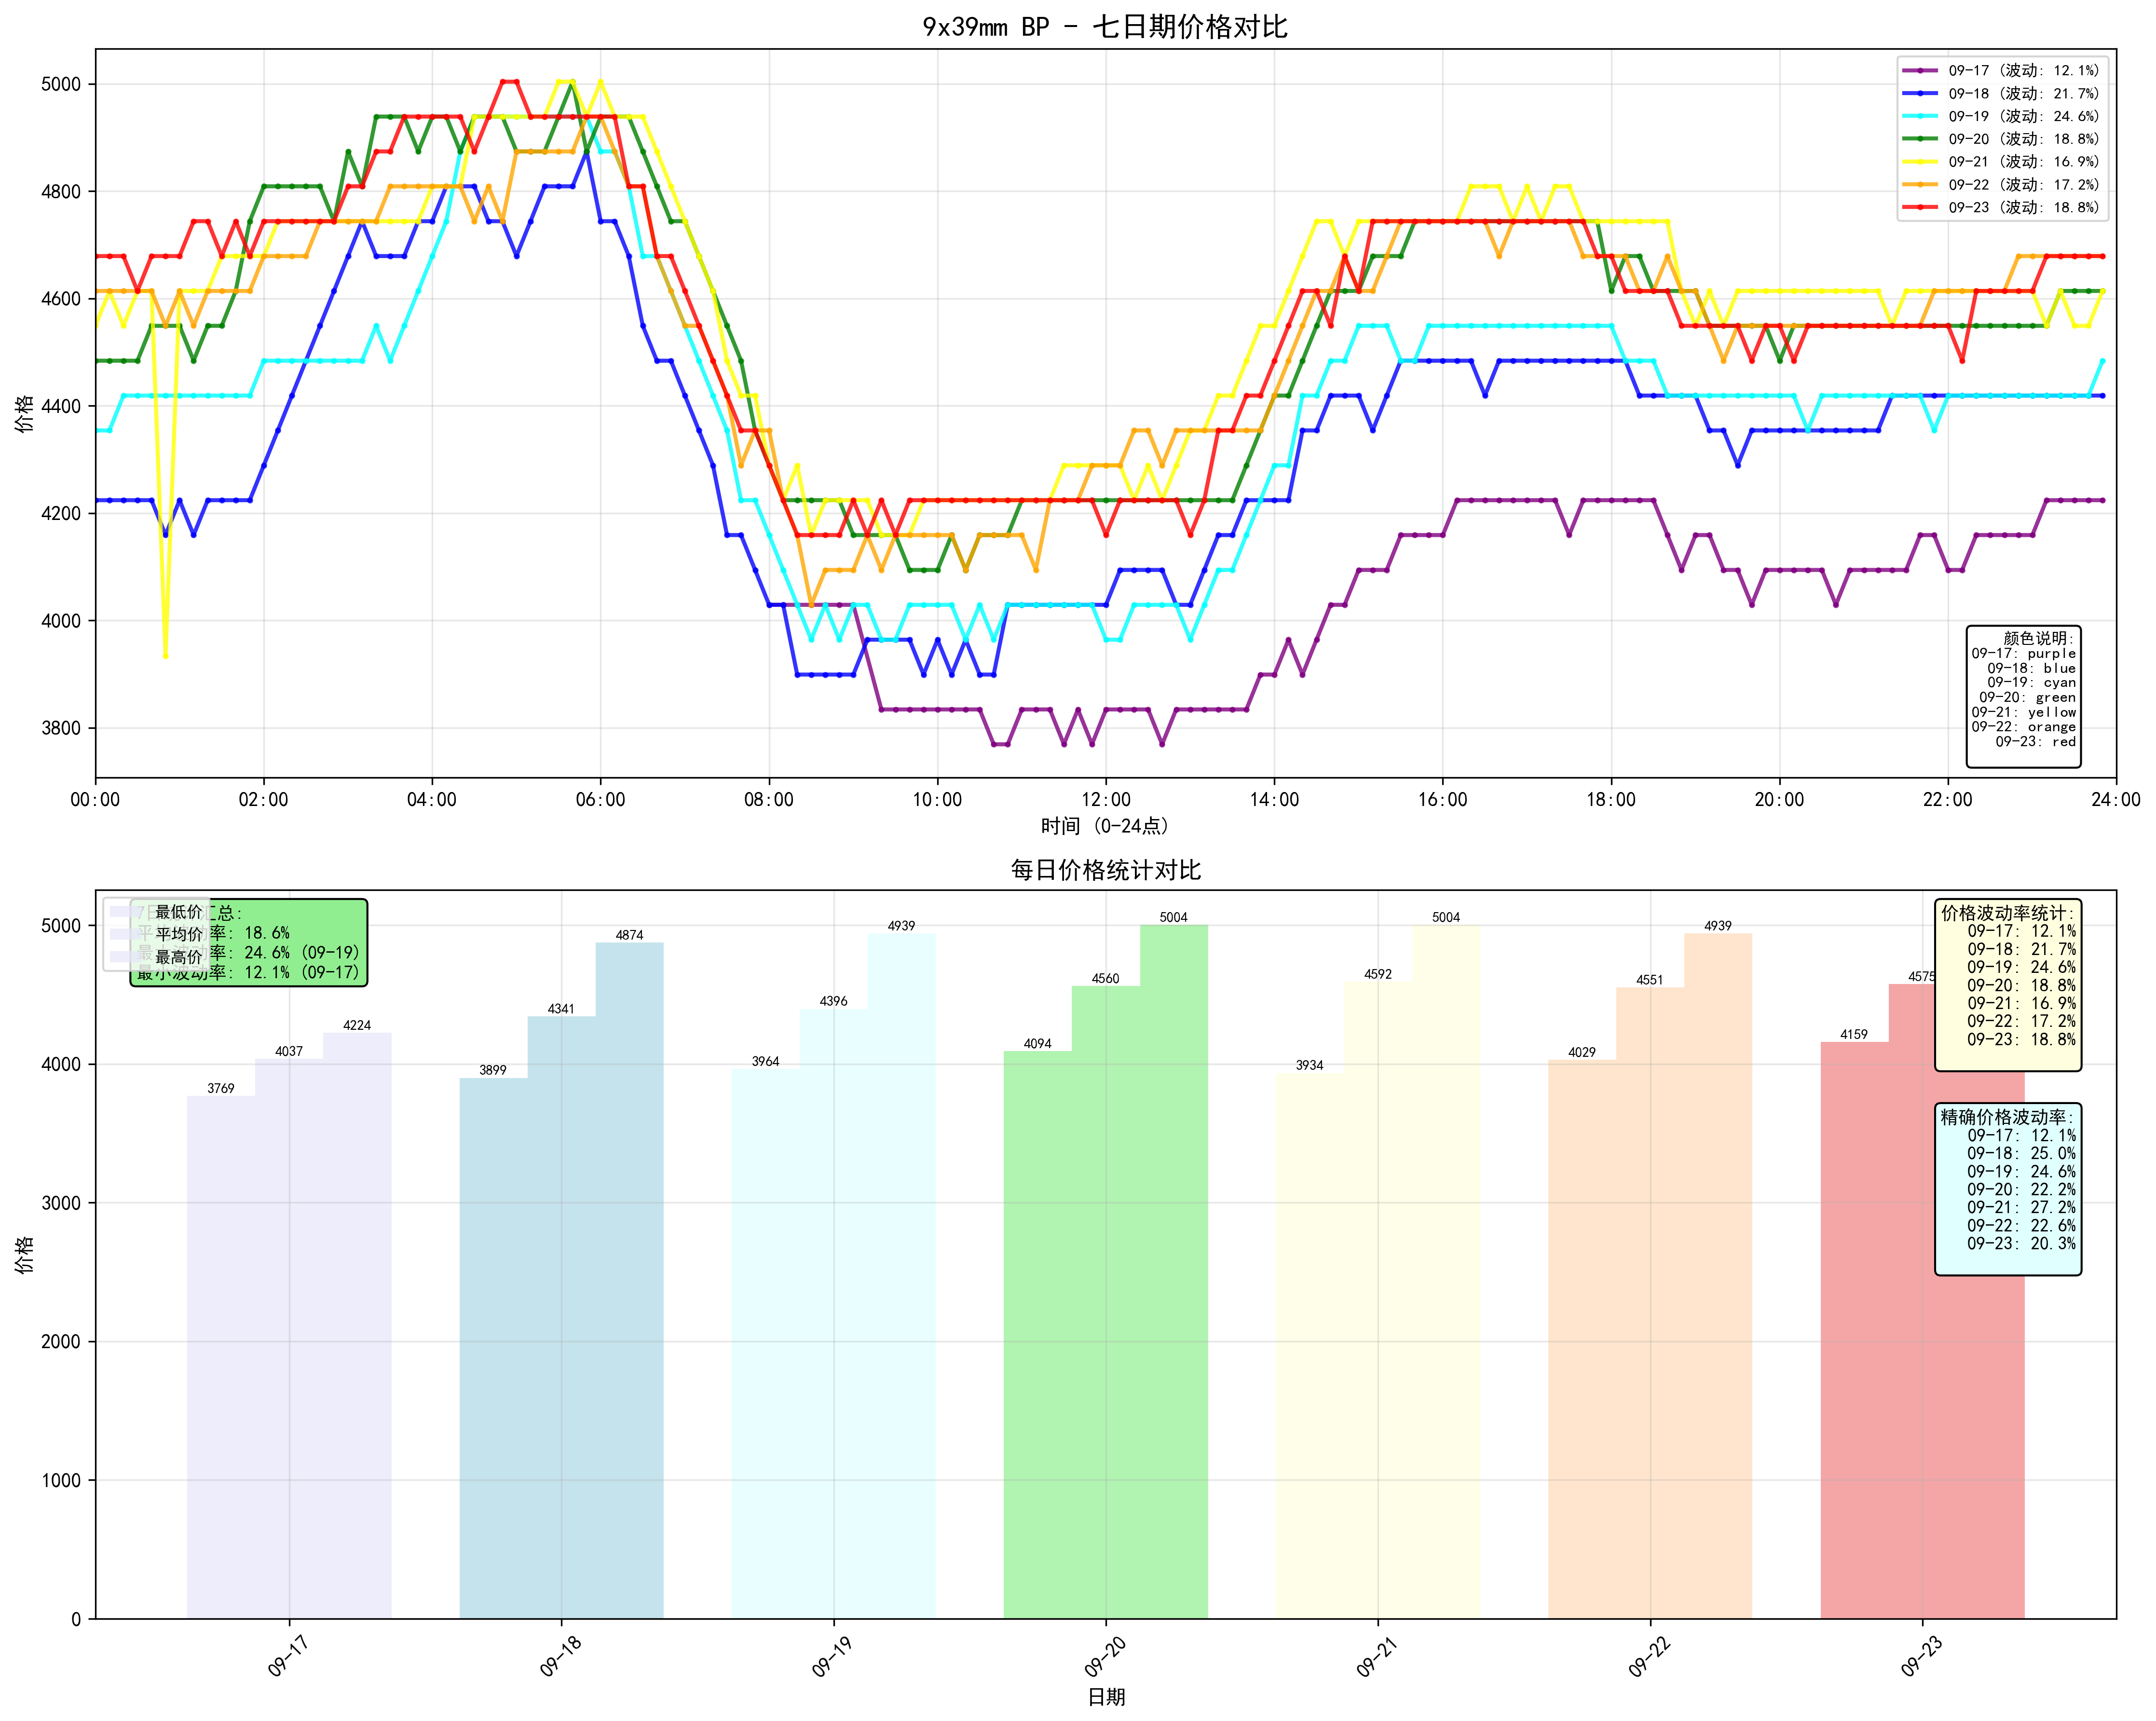 9x39mm BP - 七日期价格对比
价格
5000
4800
4600
4400
4200
4000
3800
09-17 (波动: 12.1%)
09-18 (波动: 21.7%)
09-19 (波动: 24.6%)
09-20 (波动: 18.8%)
09-21 (波动: 16.9%)
09-22 (波动: 17.2%)
09-23 (波动: 18.8%)
颜色说明:
09-17: purple
09-18: blue
09-19: cyan
09-20: green
09-21: yellow
09-22: orange
09-23: red
00:00 02:00 04:00 06:00 08:00 10:00 12:00 14:00 16:00 18:00 20:00 22:00 24:00
时间 (0-24点)
每日价格统计对比
价格
5000
4000
3000
2000
1000
0
最低价
平均价
最高价
汇总:
率: 18.6%
率: 24.6% (09-19)
最小波动率: 12.1% (09-17)
3769 4037 4224
3899 4341 4874
3964 4396 4939
4094 4560 5004
3934 4592 5004
4029 4551 4939
4159 4575
价格波动率统计:
09-17: 12.1%
09-18: 21.7%
09-19: 24.6%
09-20: 18.8%
09-21: 16.9%
09-22: 17.2%
09-23: 18.8%
精确价格波动率:
09-17: 12.1%
09-18: 25.0%
09-19: 24.6%
09-20: 22.2%
09-21: 27.2%
09-22: 22.6%
09-23: 20.3%
09-17 09-18 09-19 09-20 09-21 09-22 09-23
日期